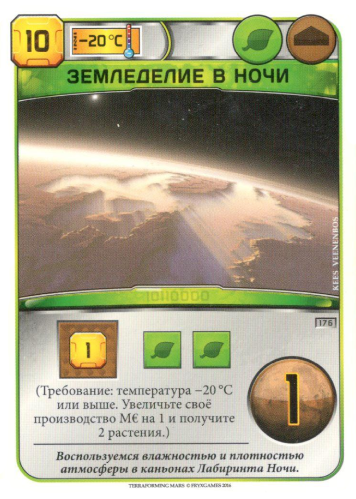 10
-20 °C
ЗЕМЛЕДЕЛИЕ В НОЧИ
KEES VEENENBOS
176
1
1
(Требование: температура −20 °C
или выше. Увеличьте своё
производство М€ на 1 и получите
2 растения.)
Воспользуемся влажностью и плотностью
атмосферы в каньонах Лабиринта Ночи.
TERRAFORMING MARS © FRYXGAMES 2016